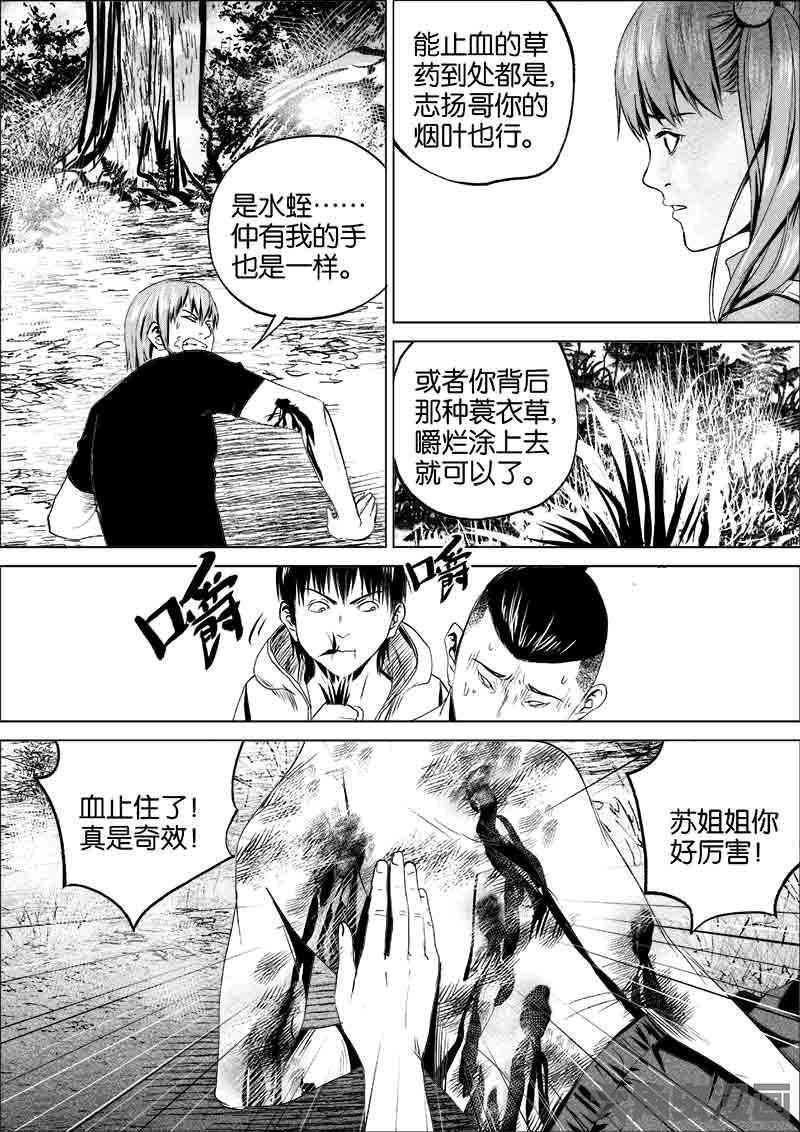 能止血的草
药到处都是，
志扬哥你的
烟叶也行。
是水蛭……
仲有我的手
也是一样。
或者你背后
那种蓑衣草，
嚼烂涂上去
就可以了。
嚼
嚼
血止住了！
真是奇效！
苏姐姐你
好厉害！